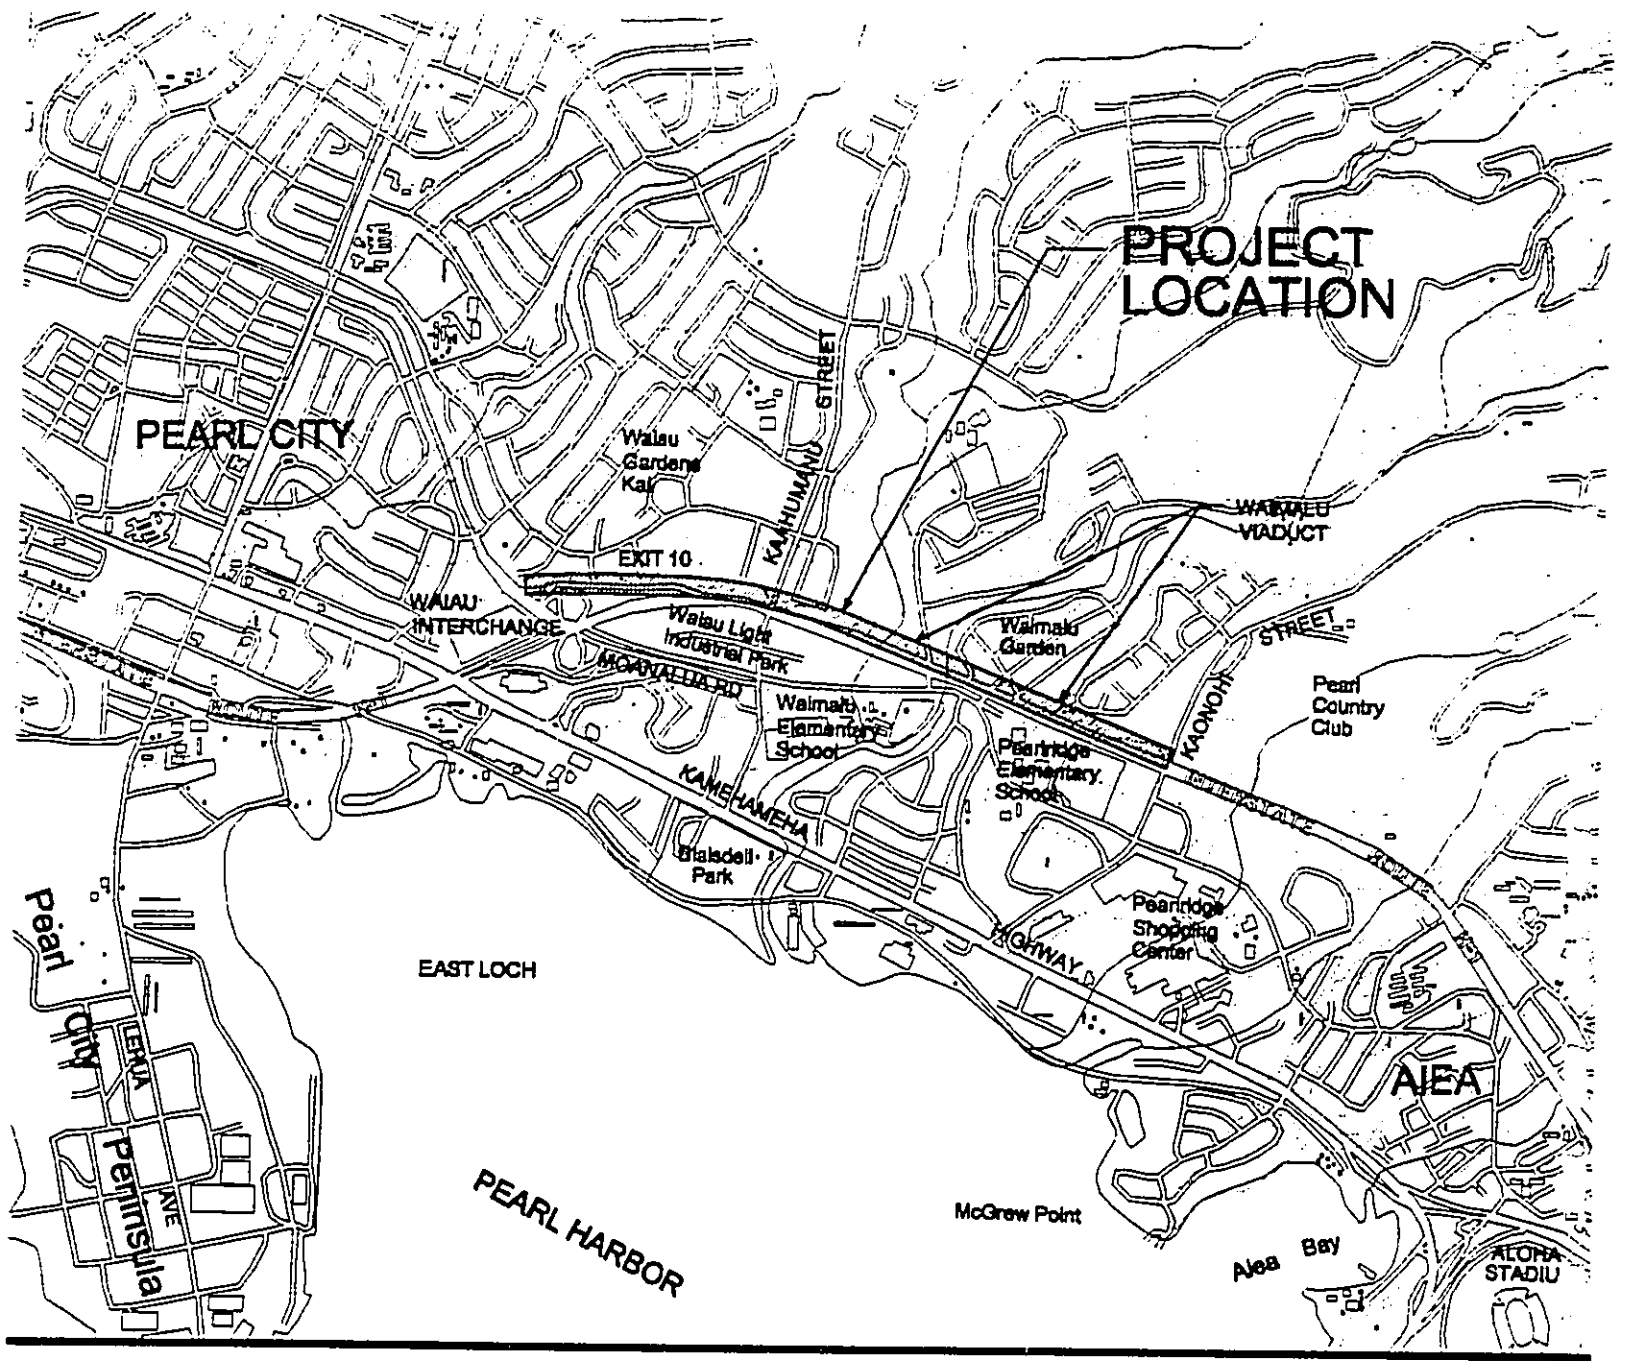 PROJECT
LOCATION
STREET
PEARL CITY
Waiau
Gardens
Kai
KAAHUMANU
WAIMALU
VIADUCT
EXIT 10
WAIAU
INTERCHANGE
Waiau Light
Industrial Park
Waimalu
Garden
STREET
MOANALUA RD
KAONOHI
Pearl
Country
Club
Waimalu
Elementary
School
Pearlridge
Elementary
School
INTERSTATE
KAMEHAMEHA
Blaisdell
Park
Pearlridge
Shopping
Center
HIGHWAY
Pearl
City
Peninsula
LEHUA
AVE
EAST LOCH
AIEA
PEARL HARBOR
McGrew Point
Aiea Bay
ALOHA
STADIU